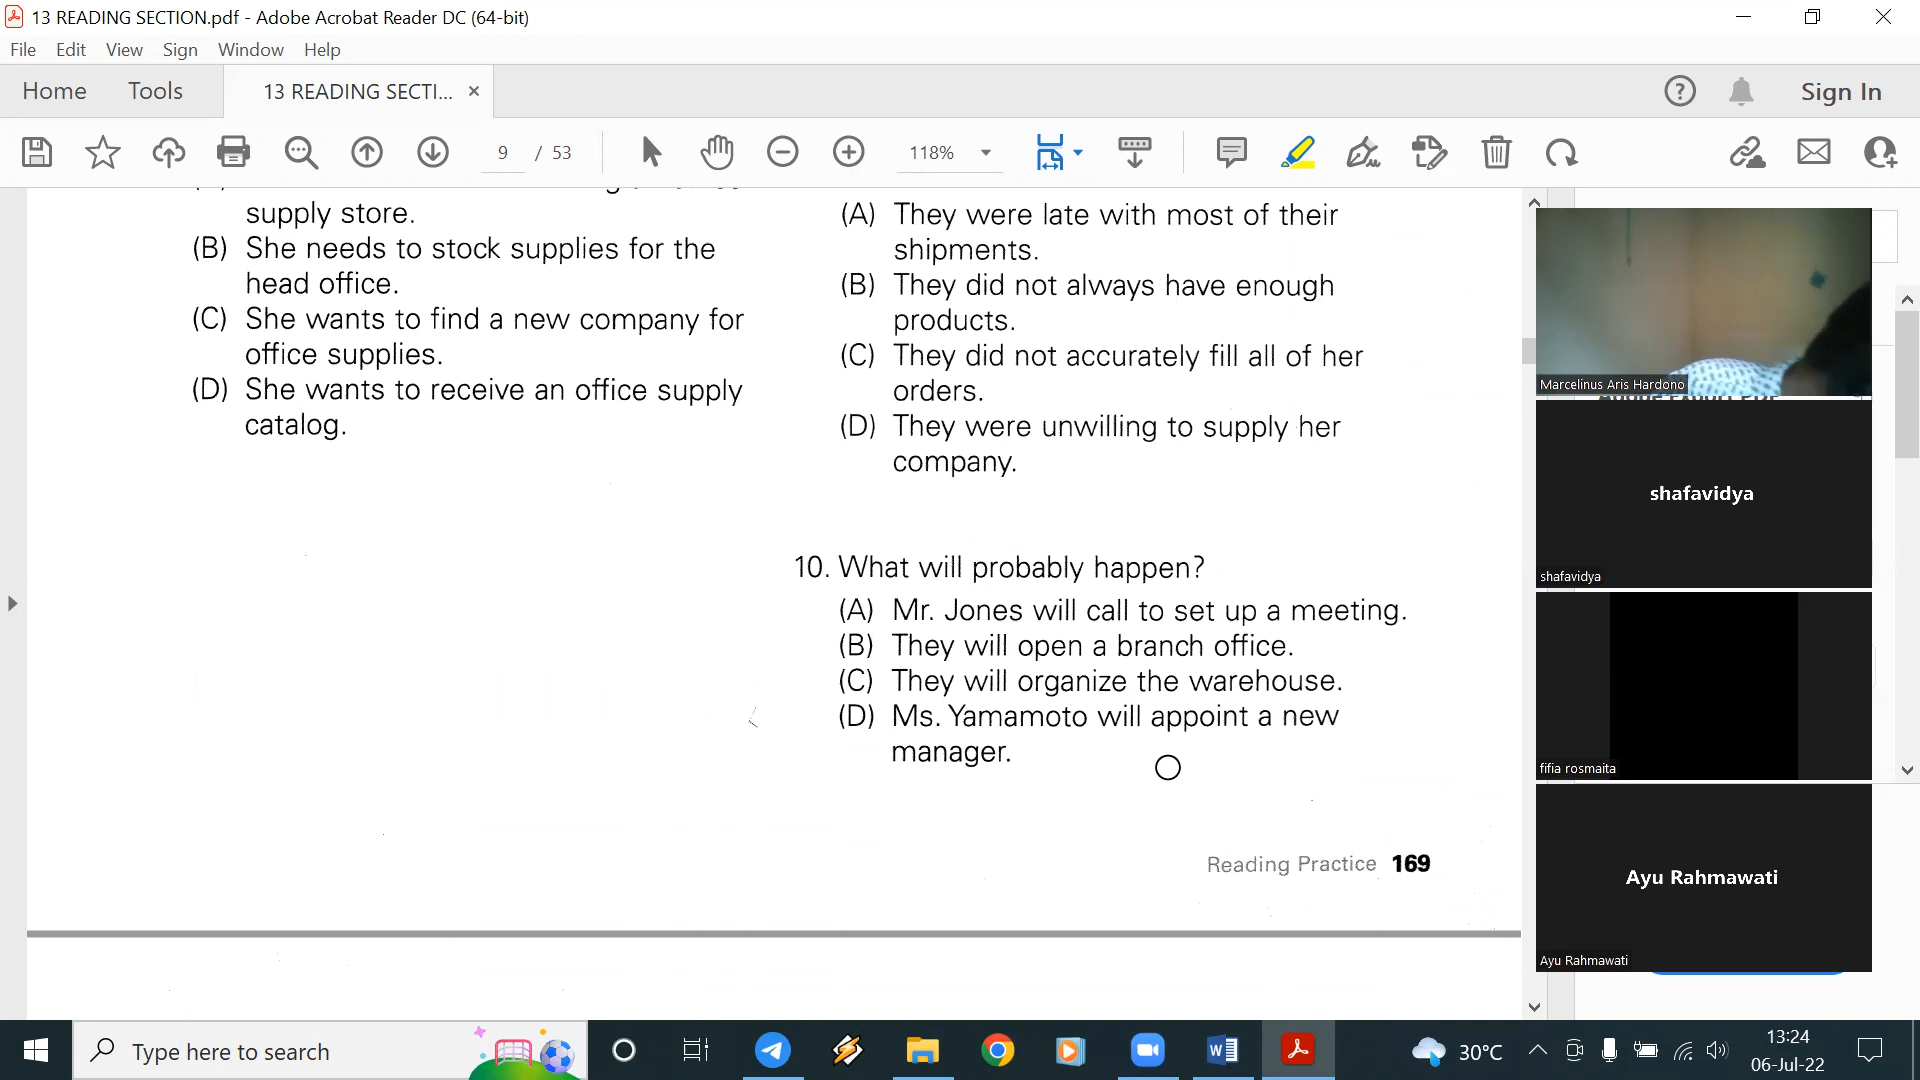 13 READING SECTION.pdf - Adobe Acrobat Reader DC (64-bit)
File Edit View Sign Window Help
Home Tools 13 READING SECTI... × Sign In
9 / 53 118%
supply store.
(B) She needs to stock supplies for the
head office.
(C) She wants to find a new company for
office supplies.
(D) She wants to receive an office supply
catalog.
(A) They were late with most of their
shipments.
(B) They did not always have enough
products.
(C) They did not accurately fill all of her
orders.
(D) They were unwilling to supply her
company.
10. What will probably happen?
(A) Mr. Jones will call to set up a meeting.
(B) They will open a branch office.
(C) They will organize the warehouse.
(D) Ms. Yamamoto will appoint a new
manager.
Reading Practice 169
Marcelinus Aris Hardono
shafavidya
shafavidya
fifia rosmaita
Ayu Rahmawati
Ayu Rahmawati
Type here to search
30°C
13:24
06-Jul-22